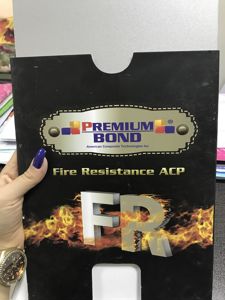 PREMIUM ®
BOND
American Composite Technologies Inc
Fire Resistance ACP
FR